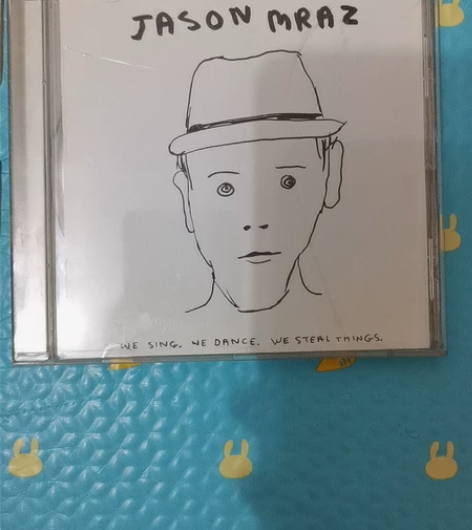 JASON MRAZ
WE SING. WE DANCE. WE STEAL THINGS.